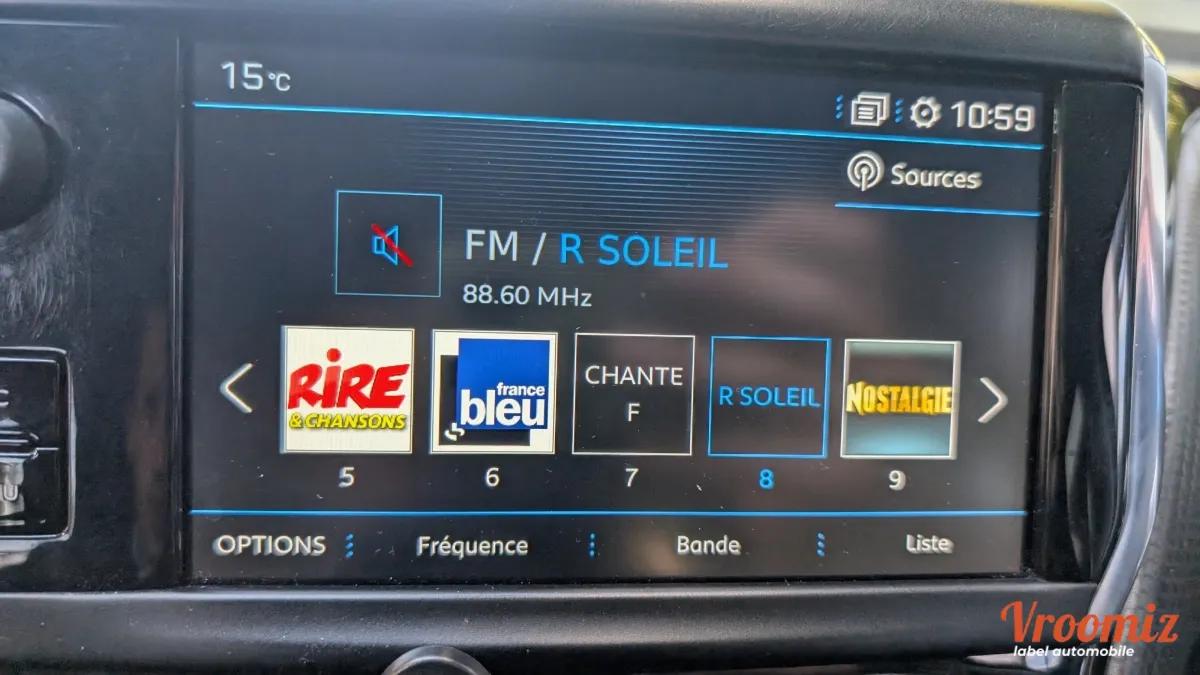 15°C
10:59
Sources
FM / R SOLEIL
88.60 MHz
RIRE
& CHANSONS
france
bleu
CHANTE
F
R SOLEIL
NOSTALGIE
5
6
7
8
9
OPTIONS
Fréquence
Bande
Liste
Vroomiz
label automobile